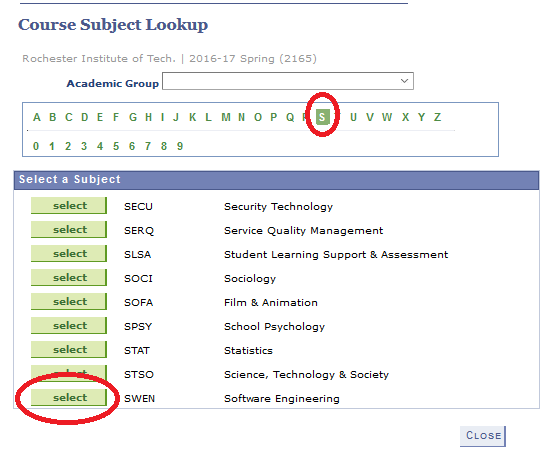 Course Subject Lookup
Rochester Institute of Tech. | 2016-17 Spring (2165)
Academic Group
A B C D E F G H I J K L M N O P Q R S T U V W X Y Z
0 1 2 3 4 5 6 7 8 9
Select a Subject
select SECU Security Technology
select SERQ Service Quality Management
select SLSA Student Learning Support & Assessment
select SOCI Sociology
select SOFA Film & Animation
select SPSY School Psychology
select STAT Statistics
select STSO Science, Technology & Society
select SWEN Software Engineering
CLOSE